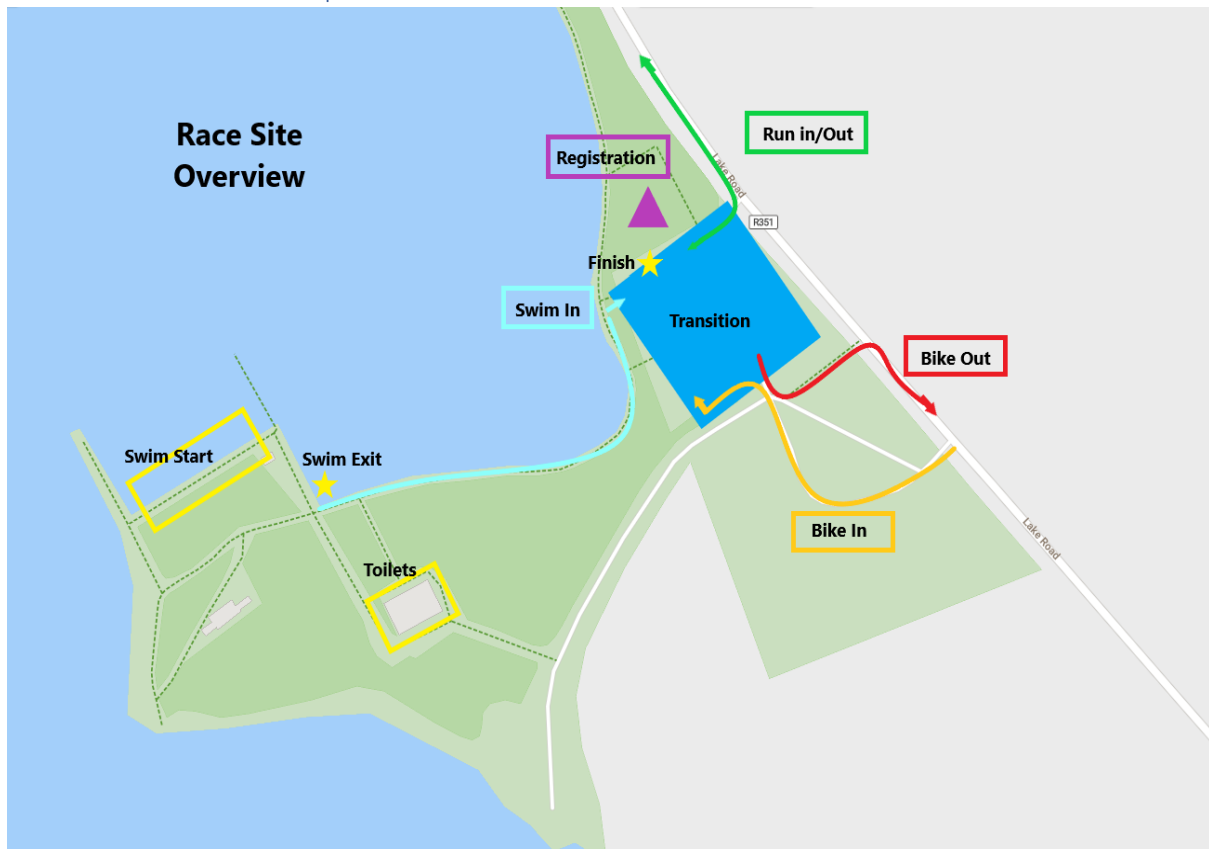 Race Site
Overview
Run in/Out
Registration
Lake Road
R351
Finish
Swim In
Transition
Bike Out
Swim Start
Swim Exit
Bike In
Lake Road
Toilets